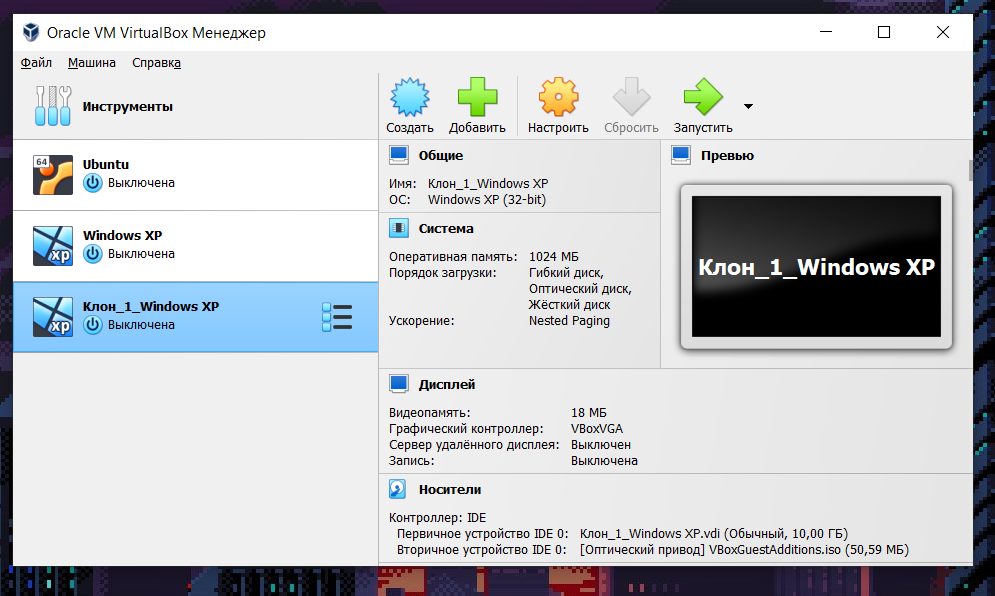 Oracle VM VirtualBox Менеджер
Файл Машина Справка
Инструменты
Создать Добавить Настроить Сбросить Запустить
64
Ubuntu
Выключена
xp
Windows XP
Выключена
xp
Клон_1_Windows XP
Выключена
Общие
Имя: Клон_1_Windows XP
ОС: Windows XP (32-bit)
Система
Оперативная память: 1024 МБ
Порядок загрузки: Гибкий диск,
Оптический диск,
Жёсткий диск
Ускорение: Nested Paging
Превью
Клон_1_Windows XP
Дисплей
Видеопамять: 18 МБ
Графический контроллер: VBoxVGA
Сервер удалённого дисплея: Выключен
Запись: Выключена
Носители
Контроллер: IDE
Первичное устройство IDE 0: Клон_1_Windows XP.vdi (Обычный, 10,00 ГБ)
Вторичное устройство IDE 0: [Оптический привод] VBoxGuestAdditions.iso (50,59 МБ)